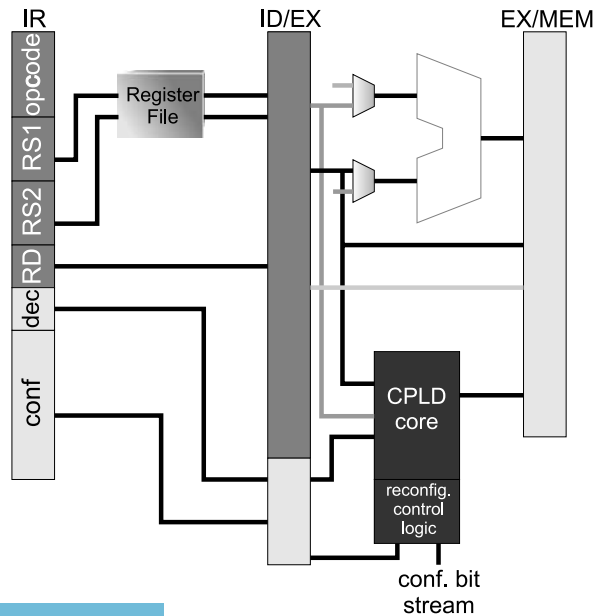 IR
ID/EX
EX/MEM
opcode
RS1
RS2
RD
dec
conf
Register
File
CPLD
core
reconfig.
control
logic
conf. bit
stream